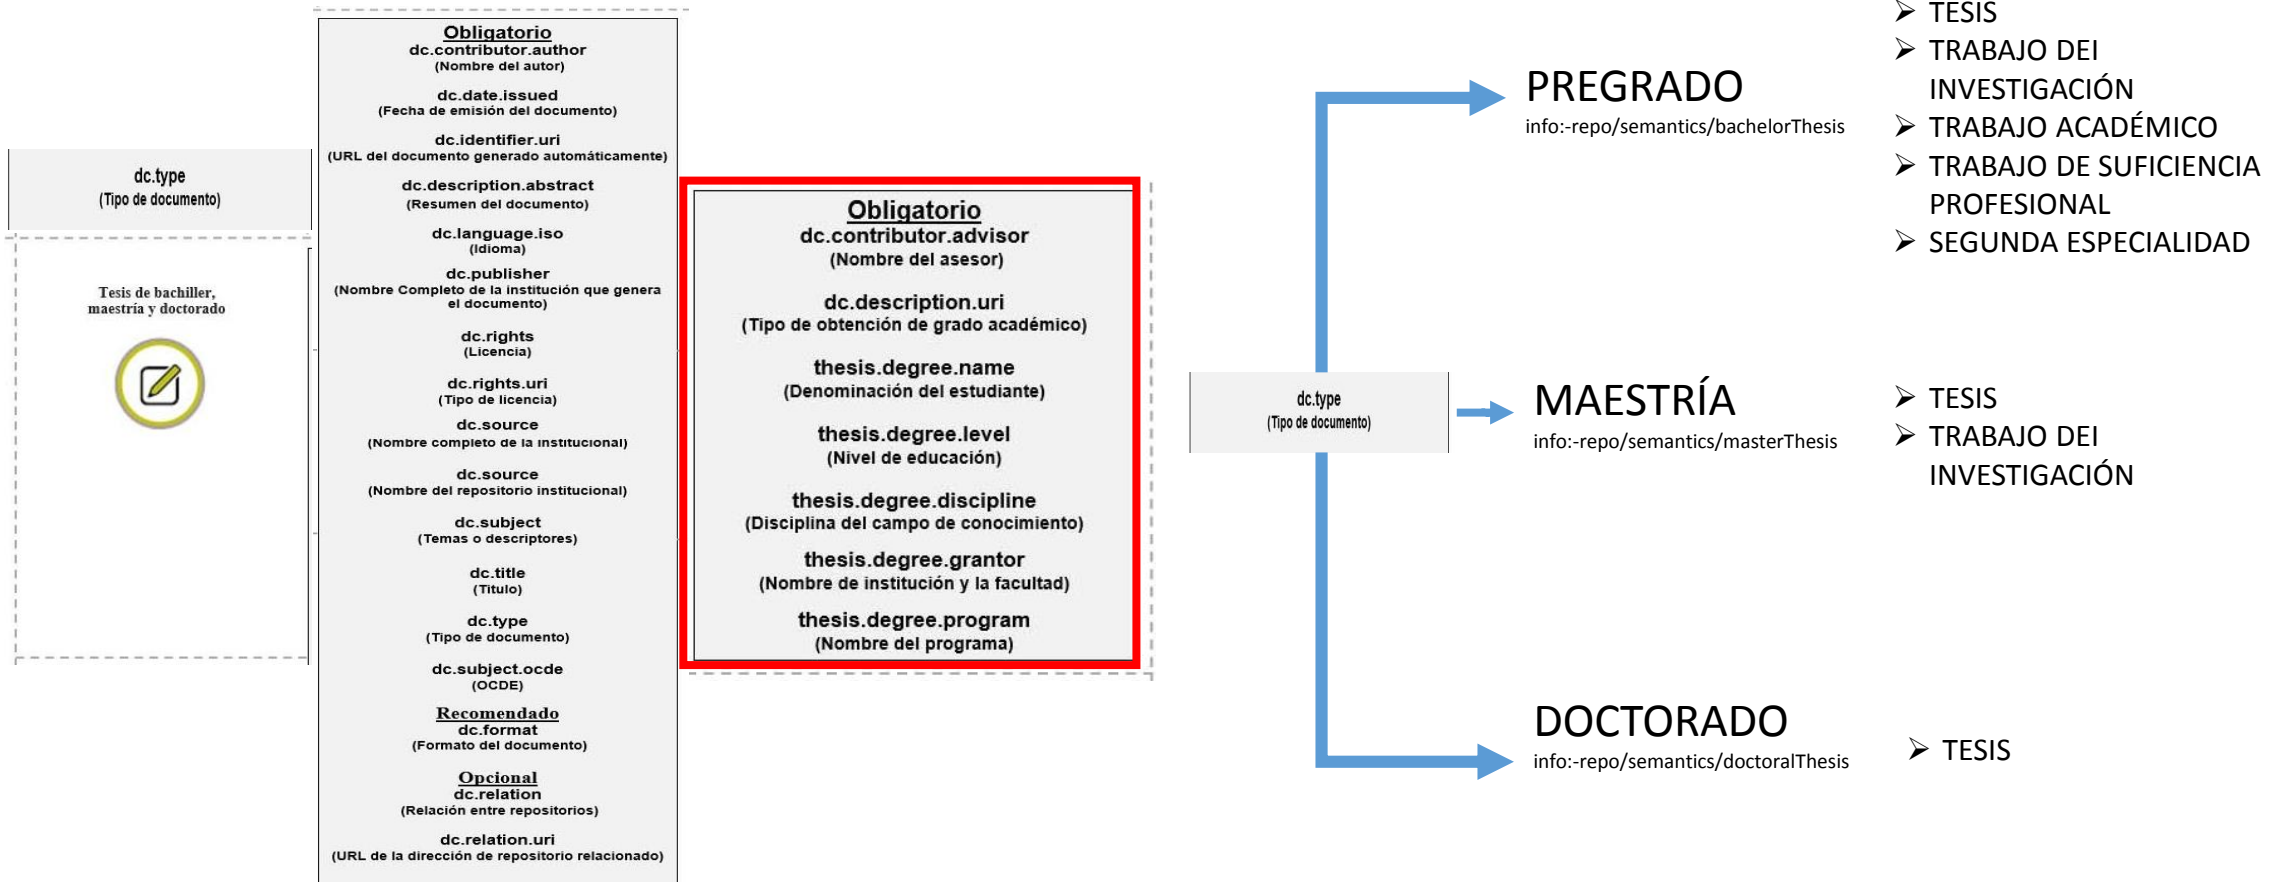 dc.type
(Tipo de documento)
Tesis de bachiller,
maestría y doctorado
Obligatorio
dc.contributor.author
(Nombre del autor)
dc.date.issued
(Fecha de emisión del documento)
dc.identifier.uri
(URL del documento generado automáticamente)
dc.description.abstract
(Resumen del documento)
dc.language.iso
(Idioma)
dc.publisher
(Nombre Completo de la institución que genera
el documento)
dc.rights
(Licencia)
dc.rights.uri
(Tipo de licencia)
dc.source
(Nombre completo de la institucional)
dc.source
(Nombre del repositorio institucional)
dc.subject
(Temas o descriptores)
dc.title
(Titulo)
dc.type
(Tipo de documento)
dc.subject.ocde
(OCDE)
Recomendado
dc.format
(Formato del documento)
Opcional
dc.relation
(Relación entre repositorios)
dc.relation.uri
(URL de la dirección de repositorio relacionado)
Obligatorio
dc.contributor.advisor
(Nombre del asesor)
dc.description.uri
(Tipo de obtención de grado académico)
thesis.degree.name
(Denominación del estudiante)
thesis.degree.level
(Nivel de educación)
thesis.degree.discipline
(Disciplina del campo de conocimiento)
thesis.degree.grantor
(Nombre de institución y la facultad)
thesis.degree.program
(Nombre del programa)
dc.type
(Tipo de documento)
PREGRADO
info:-repo/semantics/bachelorThesis
➢ TESIS
➢ TRABAJO DEI
INVESTIGACIÓN
➢ TRABAJO ACADÉMICO
➢ TRABAJO DE SUFICIENCIA
PROFESIONAL
➢ SEGUNDA ESPECIALIDAD
MAESTRÍA
info:-repo/semantics/masterThesis
➢ TESIS
➢ TRABAJO DEI
INVESTIGACIÓN
DOCTORADO
info:-repo/semantics/doctoralThesis
➢ TESIS